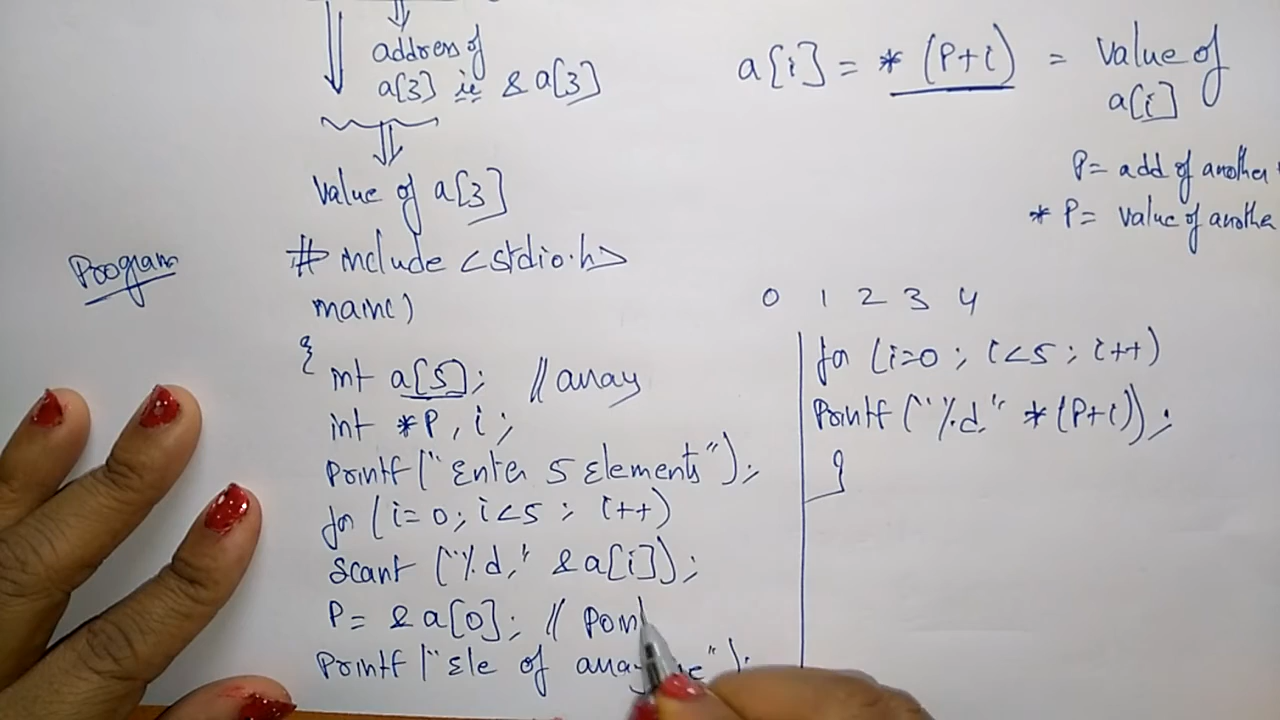 address of
a[3] ie & a[3]
Value of a[3]
a[i] = * (P+i) = Value of
a[i]
P= add of another
* P= Value of another
Program
# include <stdio.h>
main()
{
int a[5]; // array
int *P, i;
Printf ("Enter 5 Elements");
for (i=0; i<5; i++)
Scanf ("%d," &a[i]);
P= &a[0]; // Poin
Printf ("Ele of array
");
0 1 2 3 4
for (i=0; i<5; i++)
Printf ("%d," *(P+i));
}